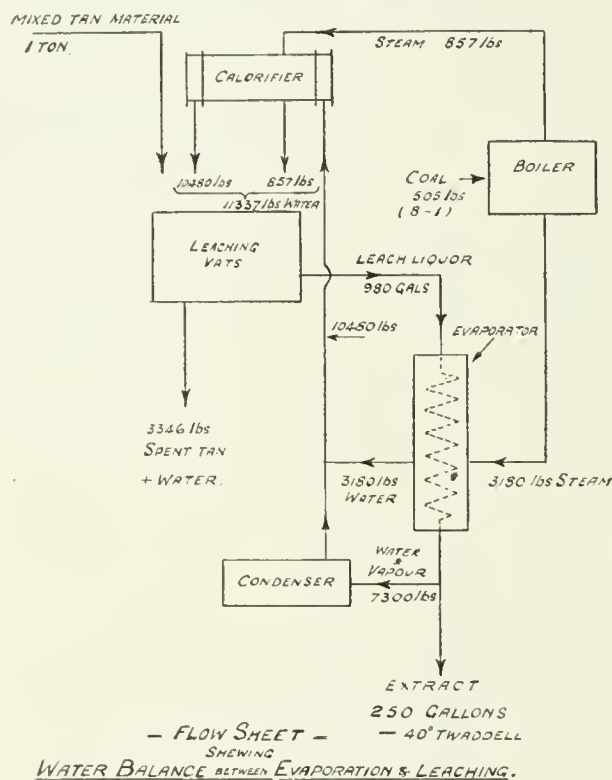 MIXED TAN MATERIAL
1 TON
STEAM 857 lbs
CALORIFIER
BOILER
COAL
505 lbs
(8-1)
10480 lbs
857 lbs
11337 lbs WATER
LEACHING
VATS
LEACH LIQUOR
980 GALS
10480 lbs
EVAPORATOR
3346 lbs
SPENT TAN
+ WATER.
3180 lbs
WATER
3180 lbs STEAM
CONDENSER
WATER
&
VAPOUR
7300 lbs
EXTRACT
250 GALLONS
— 40° TWADDELL
— FLOW SHEET —
SHEWING
WATER BALANCE BETWEEN EVAPORATION & LEACHING.